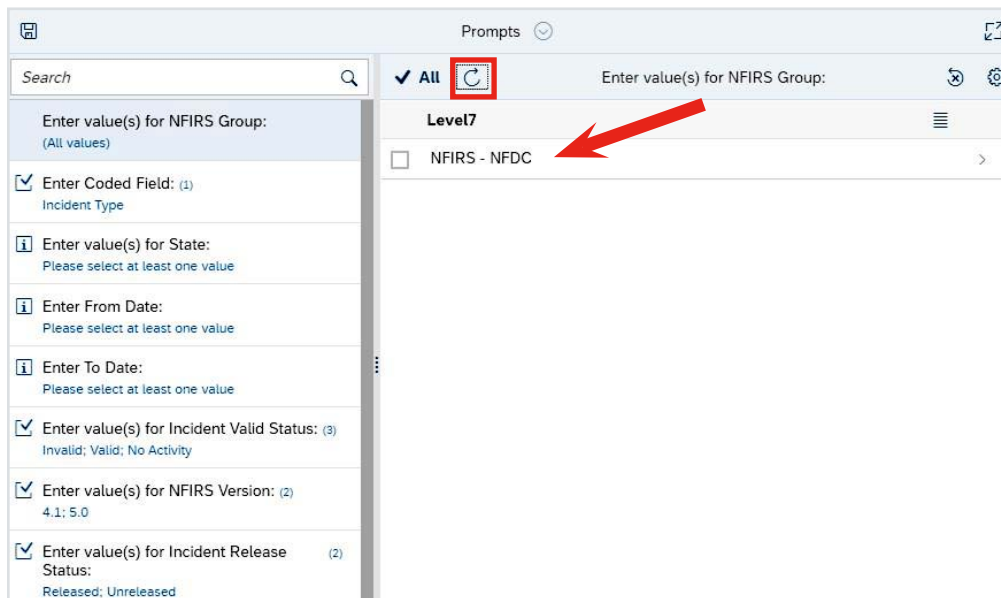 Prompts
Search
All
Enter value(s) for NFIRS Group:
Enter value(s) for NFIRS Group:
(All values)
Level7
NFIRS - NFDC
Enter Coded Field: (1)
Incident Type
Enter value(s) for State:
Please select at least one value
Enter From Date:
Please select at least one value
Enter To Date:
Please select at least one value
Enter value(s) for Incident Valid Status: (3)
Invalid; Valid; No Activity
Enter value(s) for NFIRS Version: (2)
4.1; 5.0
Enter value(s) for Incident Release (2)
Status:
Released; Unreleased